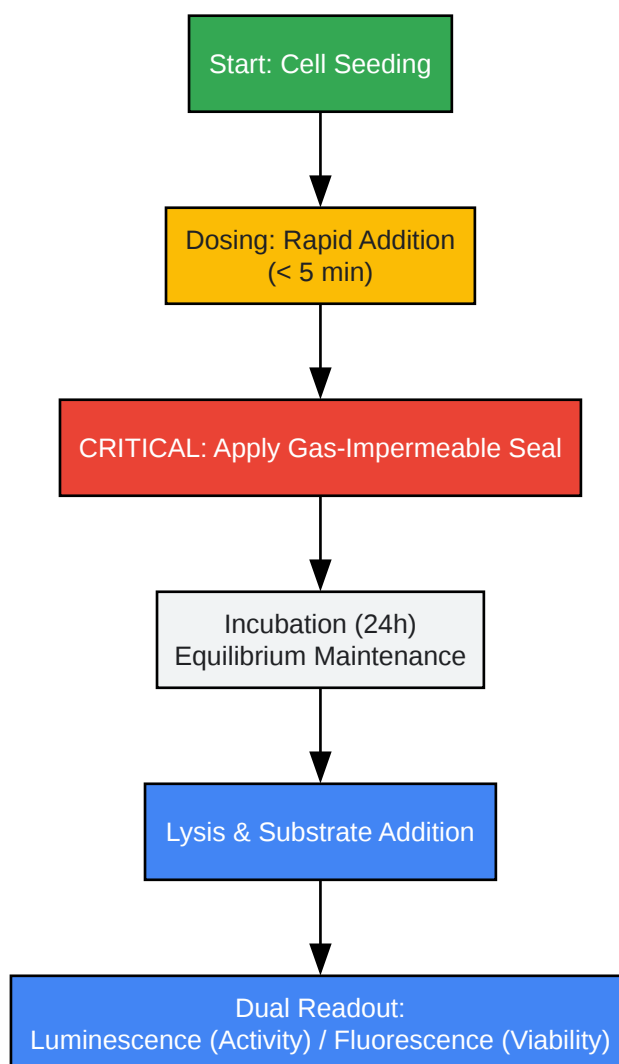 Start: Cell Seeding
Dosing: Rapid Addition
(< 5 min)
CRITICAL: Apply Gas-Impermeable Seal
Incubation (24h)
Equilibrium Maintenance
Lysis & Substrate Addition
Dual Readout:
Luminescence (Activity) / Fluorescence (Viability)